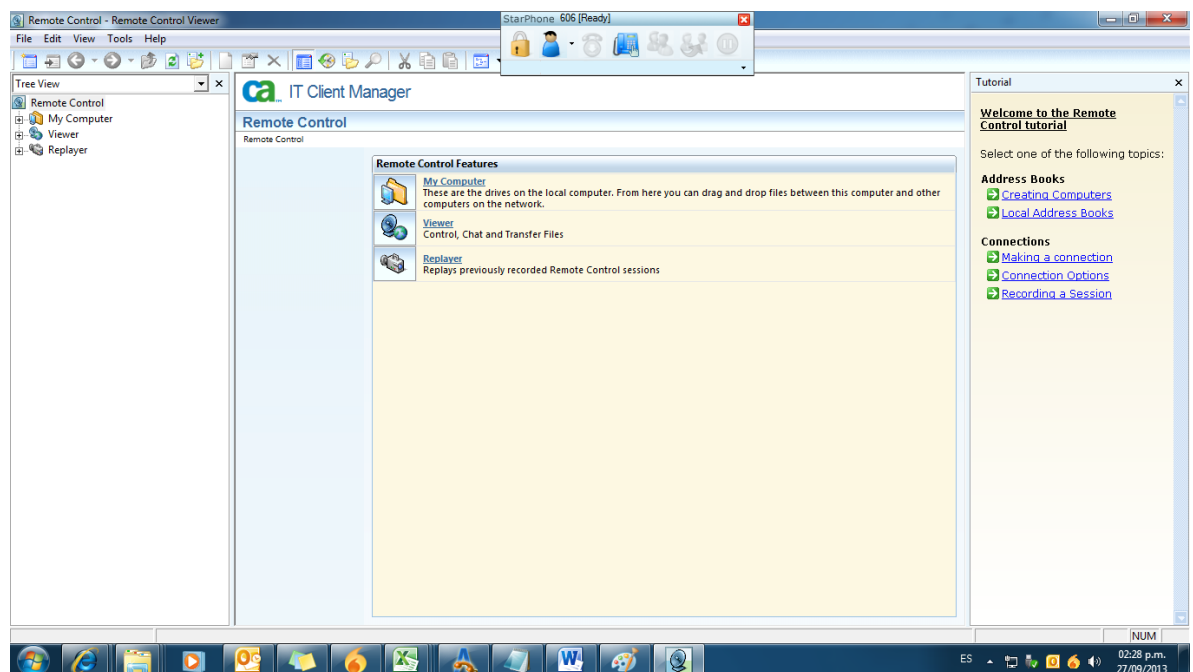 Remote Control - Remote Control Viewer
StarPhone 606 [Ready]
File Edit View Tools Help
Tree View
Remote Control
My Computer
Viewer
Replayer
ca IT Client Manager
Remote Control
Remote Control
Remote Control Features
My Computer
These are the drives on the local computer. From here you can drag and drop files between this computer and other
computers on the network.
Viewer
Control, Chat and Transfer Files
Replayer
Replays previously recorded Remote Control sessions
Tutorial
Welcome to the Remote
Control tutorial
Select one of the following topics:
Address Books
Creating Computers
Local Address Books
Connections
Making a connection
Connection Options
Recording a Session
NUM
ES
02:28 p.m.
27/09/2013